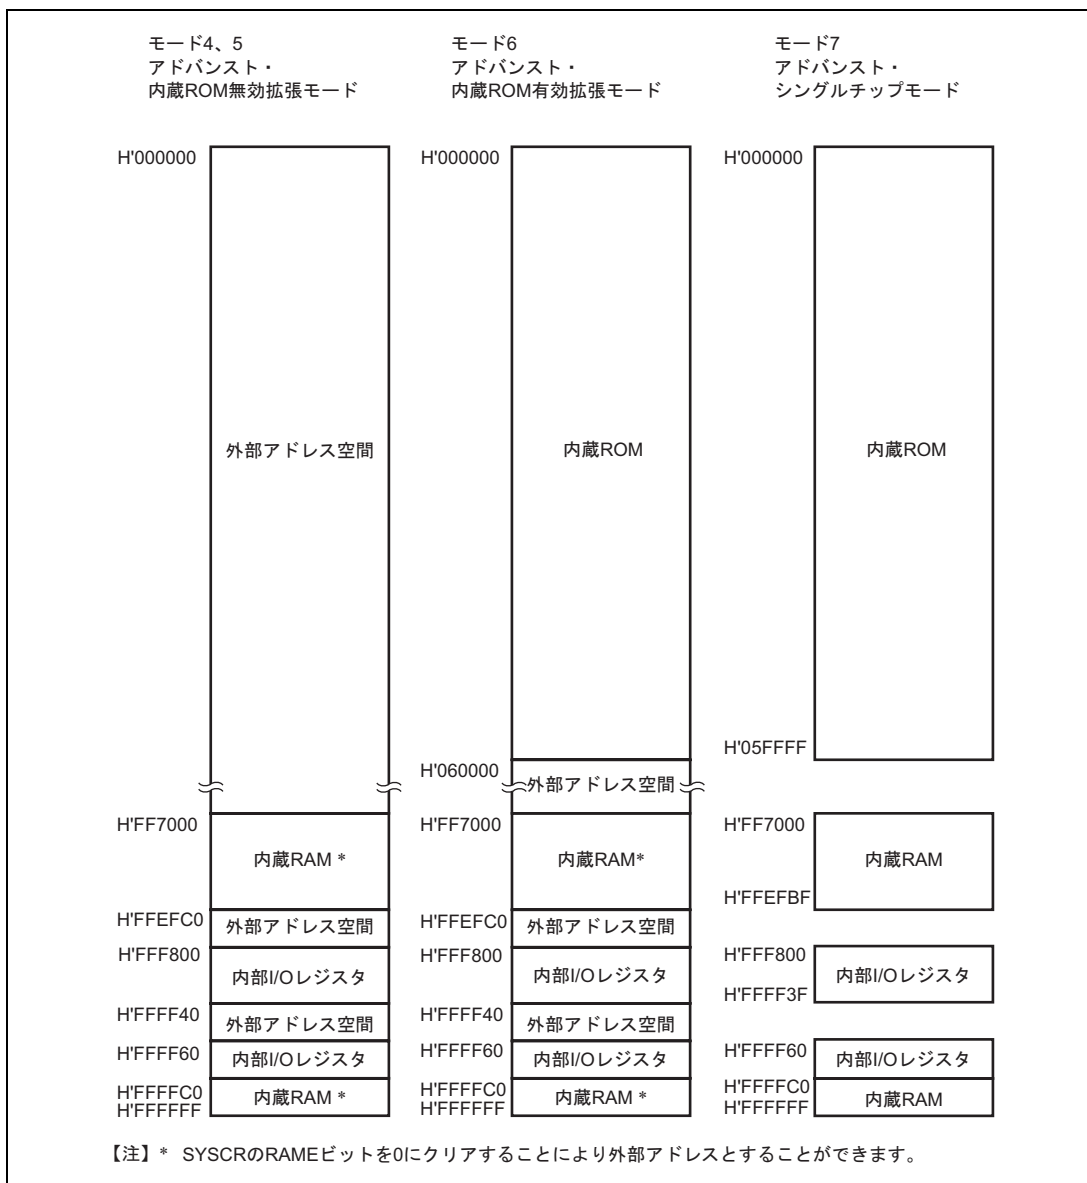 モード4、5
アドバンスト・
内蔵ROM無効拡張モード
H'000000
外部アドレス空間
H'FF7000
内蔵RAM *
H'FFEFC0
外部アドレス空間
H'FFF800
内部I/Oレジスタ
H'FFFF40
外部アドレス空間
H'FFFF60
内部I/Oレジスタ
H'FFFFC0
内蔵RAM *
H'FFFFFF
モード6
アドバンスト・
内蔵ROM有効拡張モード
H'000000
内蔵ROM
H'060000
外部アドレス空間
H'FF7000
内蔵RAM*
H'FFEFC0
外部アドレス空間
H'FFF800
内部I/Oレジスタ
H'FFFF40
外部アドレス空間
H'FFFF60
内部I/Oレジスタ
H'FFFFC0
内蔵RAM *
H'FFFFFF
モード7
アドバンスト・
シングルチップモード
H'000000
内蔵ROM
H'05FFFF
H'FF7000
内蔵RAM
H'FFEFBF
H'FFF800
内部I/Oレジスタ
H'FFFF3F
H'FFFF60
内部I/Oレジスタ
H'FFFFC0
内蔵RAM
H'FFFFFF
【注】* SYSCRのRAMEビットを0にクリアすることにより外部アドレスとすることができます。